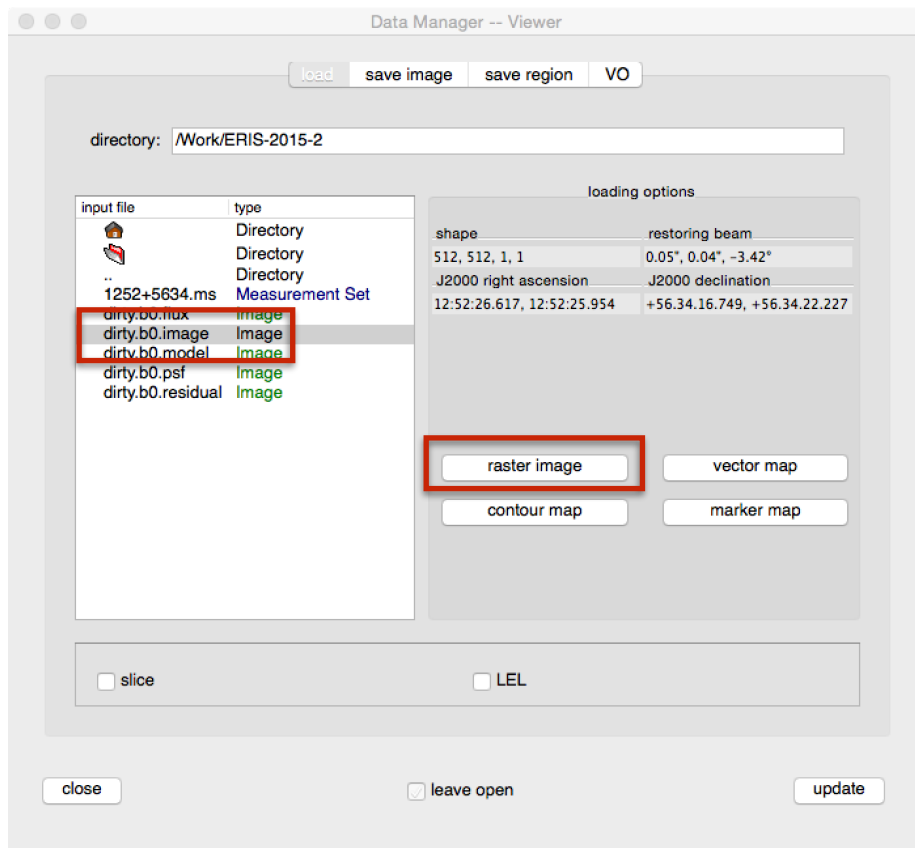 Data Manager -- Viewer
load save image save region VO
directory: /Work/ERIS-2015-2
loading options
input file type
Directory
Directory
.. Directory
1252+5634.ms Measurement Set
dirty.b0.flux Image
dirty.b0.image Image
dirty.b0.model Image
dirty.b0.psf Image
dirty.b0.residual Image
shape restoring beam
512, 512, 1, 1 0.05", 0.04", -3.42°
J2000 right ascension J2000 declination
12:52:26.617, 12:52:25.954 +56.34.16.749, +56.34.22.227
raster image vector map
contour map marker map
slice LEL
close leave open update